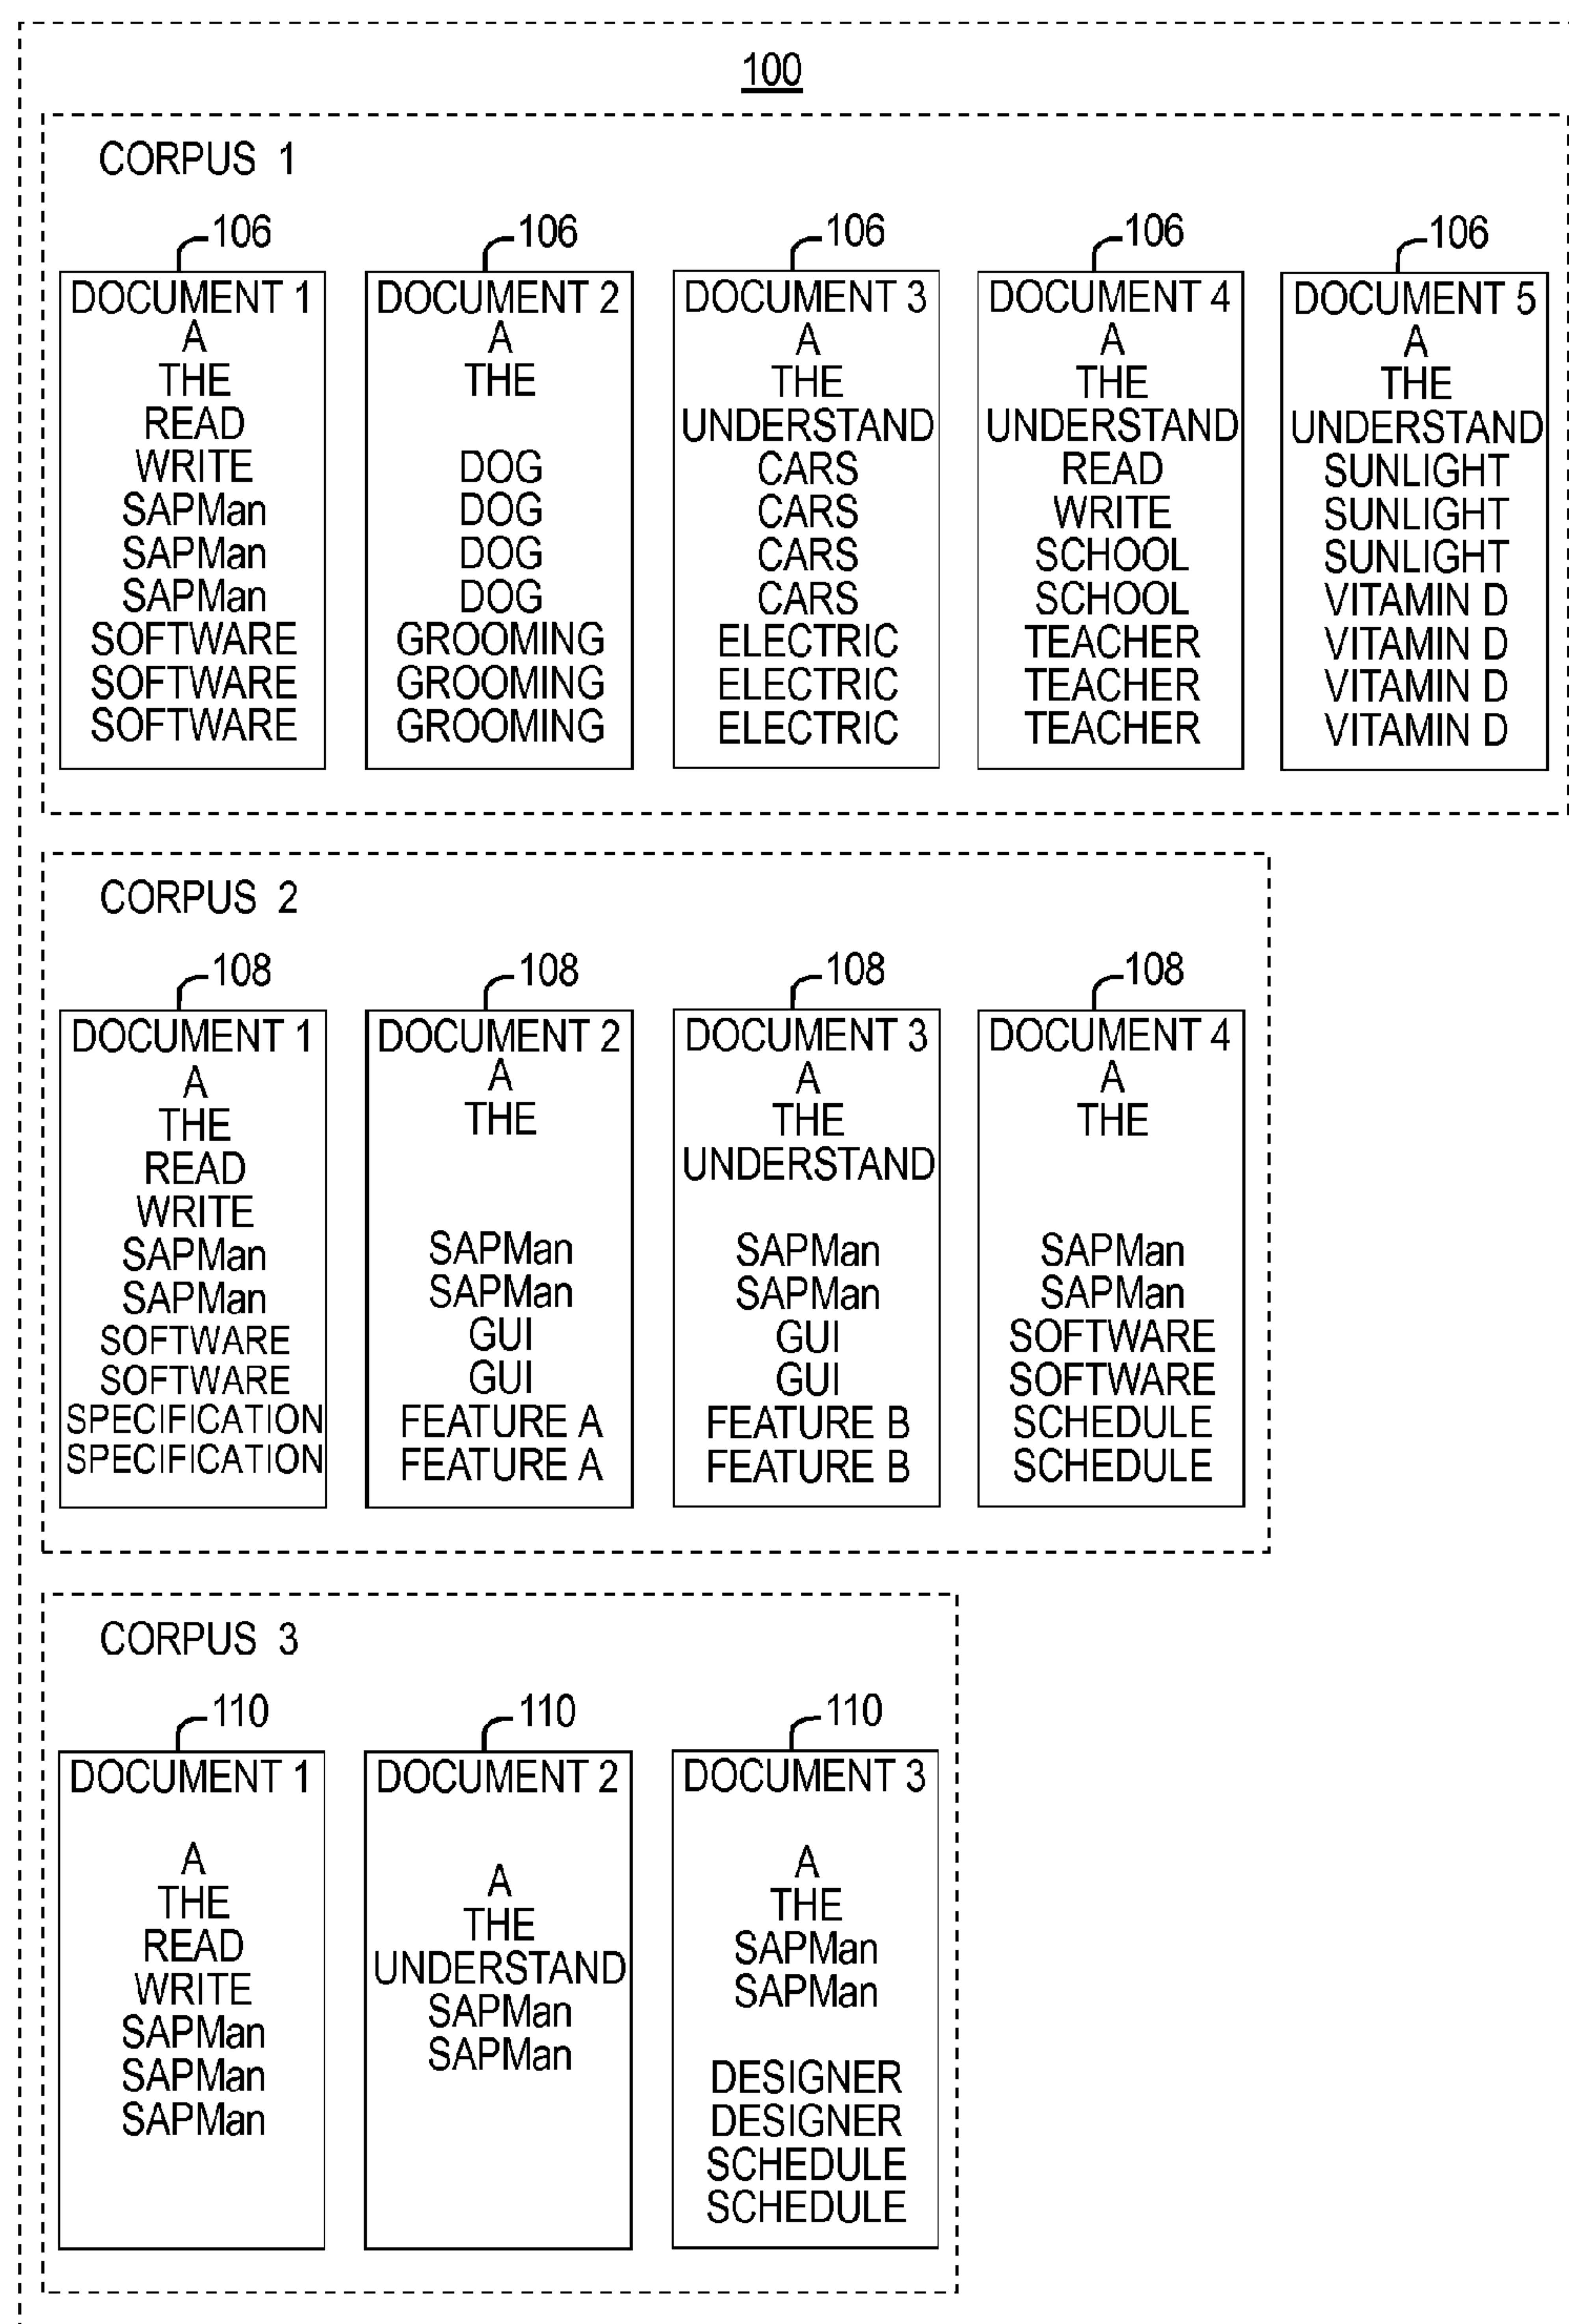 100
CORPUS 1
106
DOCUMENT 1
A
THE
READ
WRITE
SAPMan
SAPMan
SAPMan
SOFTWARE
SOFTWARE
SOFTWARE
106
DOCUMENT 2
A
THE
DOG
DOG
DOG
DOG
GROOMING
GROOMING
GROOMING
106
DOCUMENT 3
A
THE
UNDERSTAND
CARS
CARS
CARS
CARS
ELECTRIC
ELECTRIC
ELECTRIC
106
DOCUMENT 4
A
THE
UNDERSTAND
READ
WRITE
SCHOOL
SCHOOL
TEACHER
TEACHER
TEACHER
106
DOCUMENT 5
A
THE
UNDERSTAND
SUNLIGHT
SUNLIGHT
SUNLIGHT
VITAMIN D
VITAMIN D
VITAMIN D
VITAMIN D
CORPUS 2
108
DOCUMENT 1
A
THE
READ
WRITE
SAPMan
SAPMan
SOFTWARE
SOFTWARE
SPECIFICATION
SPECIFICATION
108
DOCUMENT 2
A
THE
SAPMan
SAPMan
GUI
GUI
FEATURE A
FEATURE A
108
DOCUMENT 3
A
THE
UNDERSTAND
SAPMan
SAPMan
GUI
GUI
FEATURE B
FEATURE B
108
DOCUMENT 4
A
THE
SAPMan
SAPMan
SOFTWARE
SOFTWARE
SCHEDULE
SCHEDULE
CORPUS 3
110
DOCUMENT 1
A
THE
READ
WRITE
SAPMan
SAPMan
SAPMan
110
DOCUMENT 2
A
THE
UNDERSTAND
SAPMan
SAPMan
110
DOCUMENT 3
A
THE
SAPMan
SAPMan
DESIGNER
DESIGNER
SCHEDULE
SCHEDULE